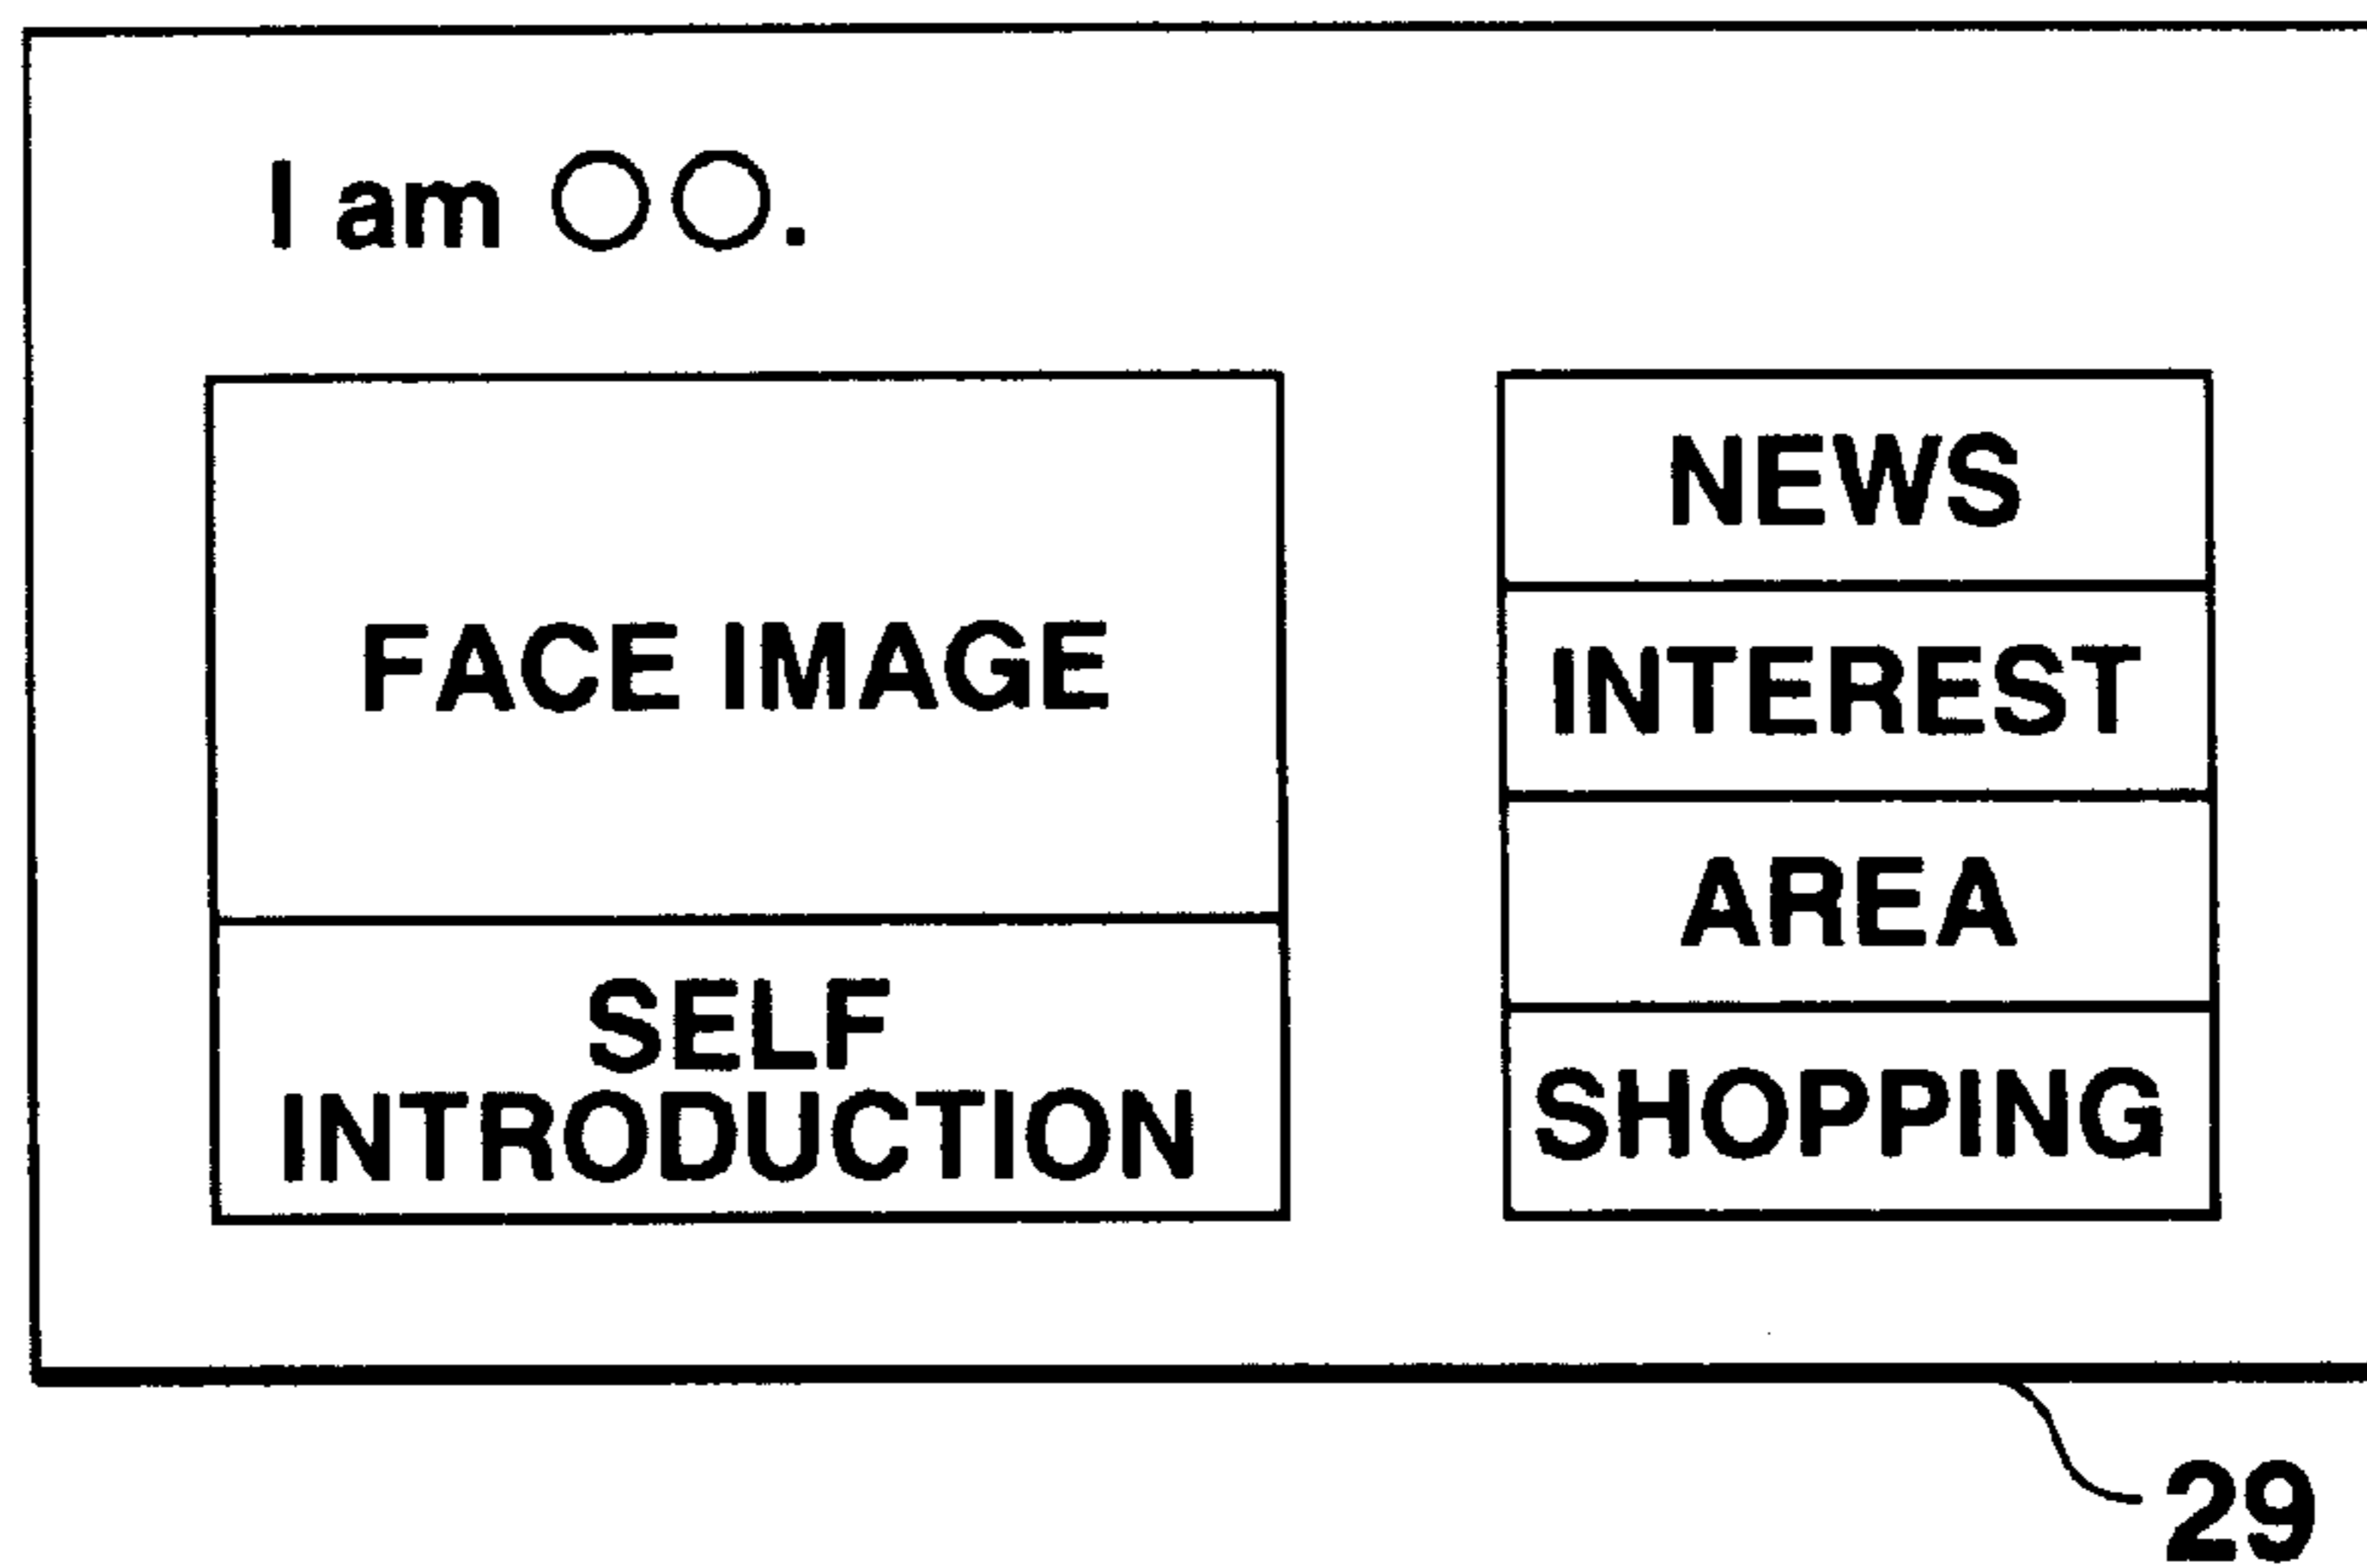 I am ○○.
FACE IMAGE
SELF
INTRODUCTION
NEWS
INTEREST
AREA
SHOPPING
29